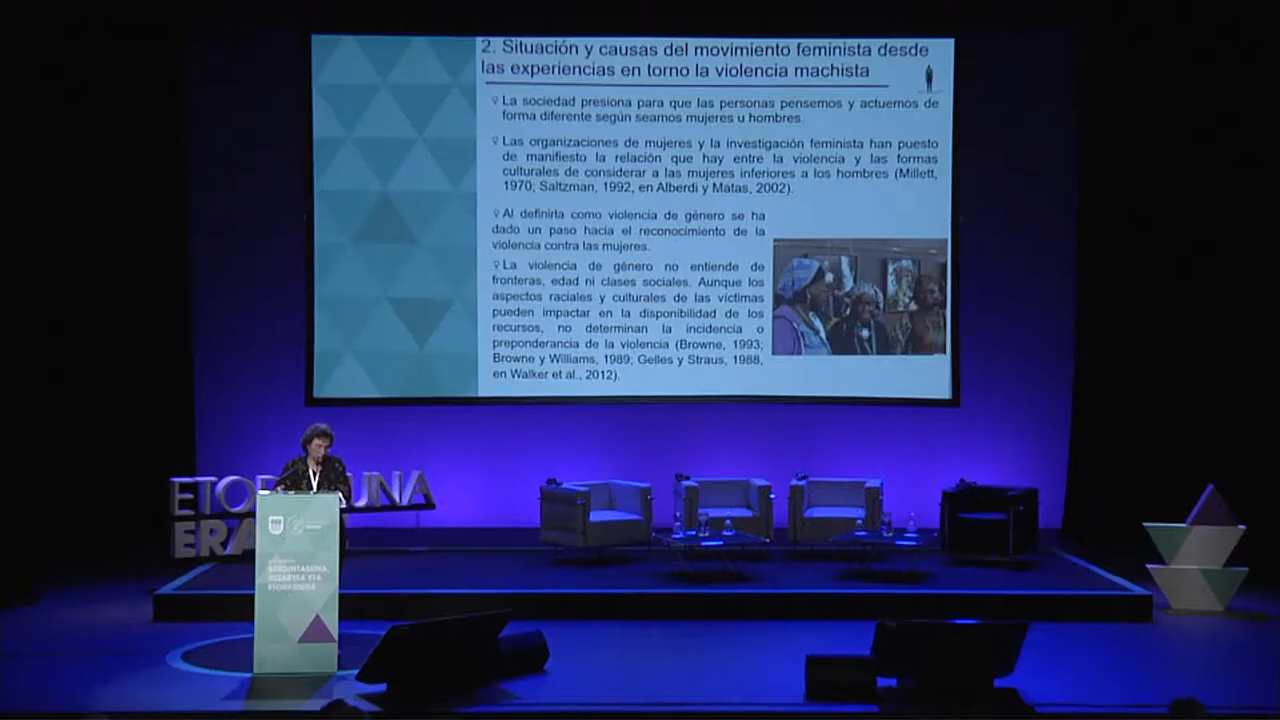 2. Situación y causas del movimiento feminista desde
las experiencias en torno la violencia machista
La sociedad presiona para que las personas pensemos y actuemos de
forma diferente según seamos mujeres u hombres.
Las organizaciones de mujeres y la investigación feminista han puesto
de manifiesto la relación que hay entre la violencia y las formas
culturales de considerar a las mujeres inferiores a los hombres (Millett,
1970; Saltzman, 1992, en Alberdi y Matas, 2002).
Al definirla como violencia de género se ha
dado un paso hacia el reconocimiento de la
violencia contra las mujeres.
La violencia de género no entiende de
fronteras, edad ni clases sociales. Aunque los
aspectos raciales y culturales de las víctimas
pueden impactar en la disponibilidad de los
recursos, no determinan la incidencia o
preponderancia de la violencia (Browne, 1993;
Browne y Williams, 1989; Gelles y Straus, 1988,
en Walker et al., 2012).
ETOR UNA
ERA
BERDINTASUNA,
GIZARTEA ETA
ETORKIZUNA